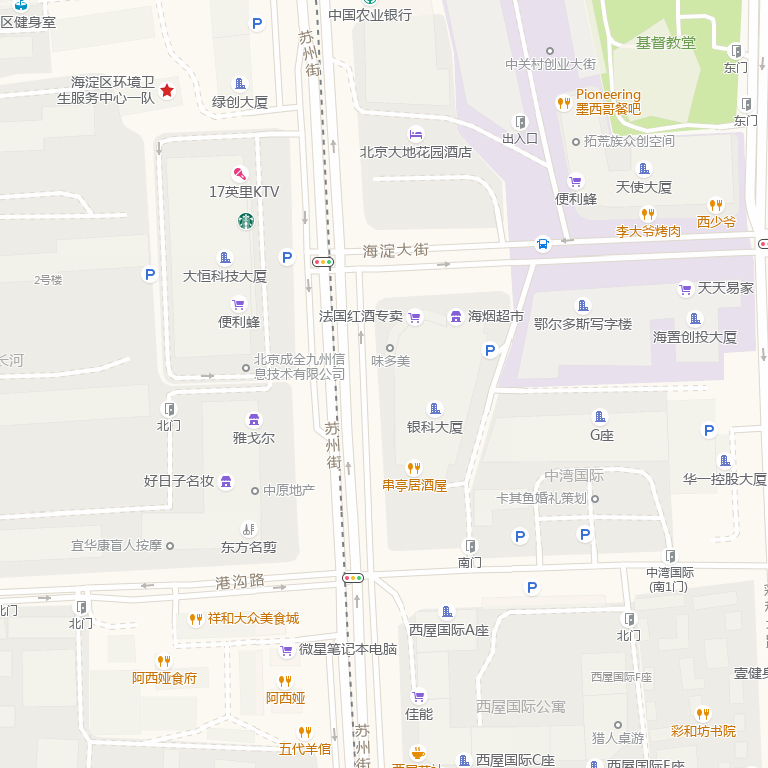 中国农业银行
区健身室
P
苏州街
基督教堂
东门
中关村创业大街
海淀区环境卫
生服务中心一队
绿创大厦
Pioneering
墨西哥餐吧
东门
出入口
拓荒族众创空间
北京大地花园酒店
天使大厦
便利蜂
17英里KTV
西少爷
李大爷烤肉
海淀大街
P
大恒科技大厦
P
2号楼
天天易家
便利蜂
法国红酒专卖
海烟超市
鄂尔多斯写字楼
海置创投大厦
P
味多美
长河
北京成全九州信
息技术有限公司
北门
银科大厦
雅戈尔
苏州街
G座
P
串亭居酒屋
中湾国际
华一控股大厦
好日子名妆
中原地产
卡其鱼婚礼策划
P
P
宜华康盲人按摩
东方名剪
南门
中湾国际
(南1门)
港沟路
P
北门
北门
祥和大众美食城
西屋国际A座
北门
微星笔记本电脑
阿西娅食府
阿西娅
西屋国际F座
壹健身
佳能
西屋国际公寓
彩和坊书院
猎人桌游
五代羊倌
苏州街
西屋国际C座
西屋国际E座